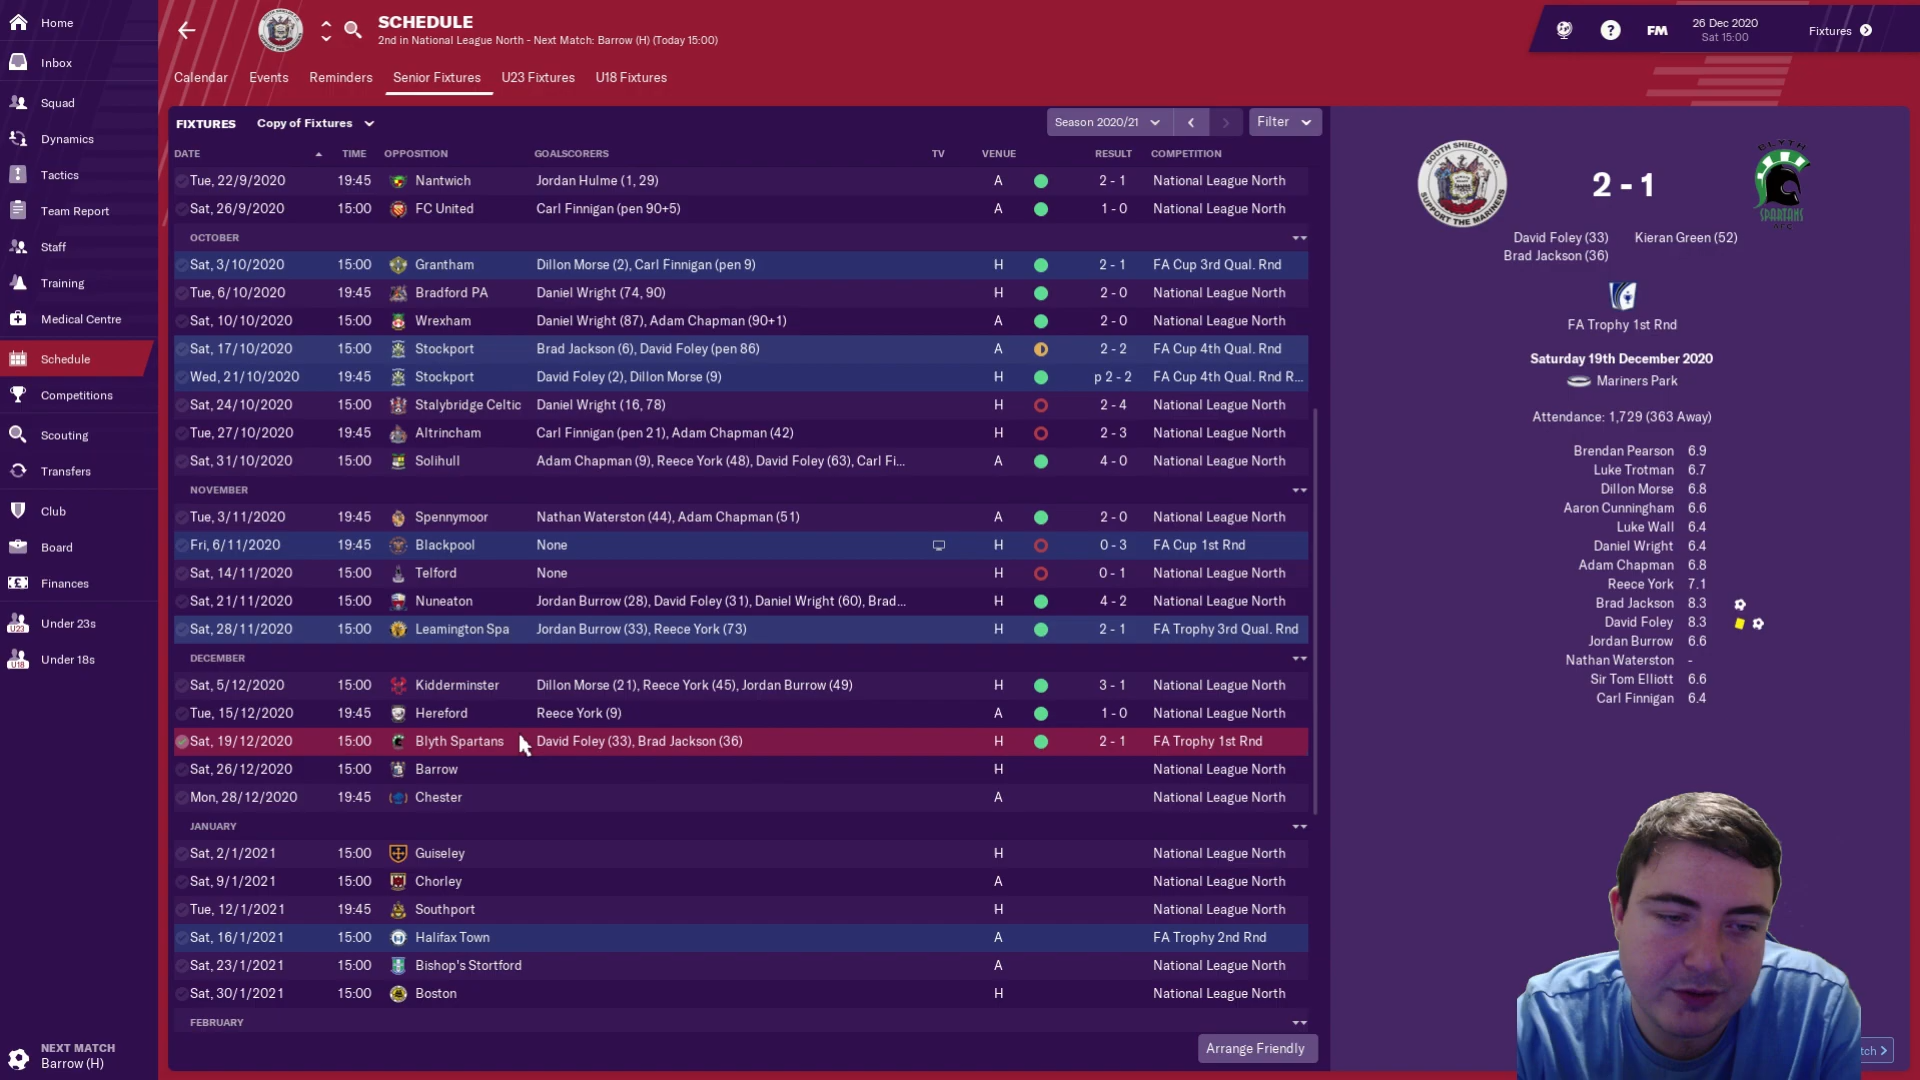 Home
Inbox
Squad
Dynamics
Tactics
Team Report
Staff
Training
Medical Centre
Schedule
Competitions
Scouting
Transfers
Club
Board
Finances
U23 Under 23s
U18 Under 18s
NEXT MATCH
Barrow (H)
SCHEDULE
2nd in National League North - Next Match: Barrow (H) (Today 15:00)
? FM 26 Dec 2020
Sat 15:00
Fixtures
Calendar Events Reminders Senior Fixtures U23 Fixtures U18 Fixtures
FIXTURES Copy of Fixtures Season 2020/21 Filter
DATE TIME OPPOSITION GOALSCORERS TV VENUE RESULT COMPETITION
Tue, 22/9/2020 19:45 Nantwich Jordan Hulme (1, 29) A 2 - 1 National League North
Sat, 26/9/2020 15:00 FC United Carl Finnigan (pen 90+5) A 1 - 0 National League North
OCTOBER
Sat, 3/10/2020 15:00 Grantham Dillon Morse (2), Carl Finnigan (pen 9) H 2 - 1 FA Cup 3rd Qual. Rnd
Tue, 6/10/2020 19:45 Bradford PA Daniel Wright (74, 90) H 2 - 0 National League North
Sat, 10/10/2020 15:00 Wrexham Daniel Wright (87), Adam Chapman (90+1) A 2 - 0 National League North
Sat, 17/10/2020 15:00 Stockport Brad Jackson (6), David Foley (pen 86) A 2 - 2 FA Cup 4th Qual. Rnd
Wed, 21/10/2020 19:45 Stockport David Foley (2), Dillon Morse (9) H p 2 - 2 FA Cup 4th Qual. Rnd R...
Sat, 24/10/2020 15:00 Stalybridge Celtic Daniel Wright (16, 78) H 2 - 4 National League North
Tue, 27/10/2020 19:45 Altrincham Carl Finnigan (pen 21), Adam Chapman (42) H 2 - 3 National League North
Sat, 31/10/2020 15:00 Solihull Adam Chapman (9), Reece York (48), David Foley (63), Carl Fi... A 4 - 0 National League North
NOVEMBER
Tue, 3/11/2020 19:45 Spennymoor Nathan Waterston (44), Adam Chapman (51) A 2 - 0 National League North
Fri, 6/11/2020 19:45 Blackpool None H 0 - 3 FA Cup 1st Rnd
Sat, 14/11/2020 15:00 Telford None H 0 - 1 National League North
Sat, 21/11/2020 15:00 Nuneaton Jordan Burrow (28), David Foley (31), Daniel Wright (60), Brad... H 4 - 2 National League North
Sat, 28/11/2020 15:00 Leamington Spa Jordan Burrow (33), Reece York (73) H 2 - 1 FA Trophy 3rd Qual. Rnd
DECEMBER
Sat, 5/12/2020 15:00 Kidderminster Dillon Morse (21), Reece York (45), Jordan Burrow (49) H 3 - 1 National League North
Tue, 15/12/2020 19:45 Hereford Reece York (9) A 1 - 0 National League North
Sat, 19/12/2020 15:00 Blyth Spartans David Foley (33), Brad Jackson (36) H 2 - 1 FA Trophy 1st Rnd
Sat, 26/12/2020 15:00 Barrow H National League North
Mon, 28/12/2020 19:45 Chester A National League North
JANUARY
Sat, 2/1/2021 15:00 Guiseley H National League North
Sat, 9/1/2021 15:00 Chorley A National League North
Tue, 12/1/2021 19:45 Southport H National League North
Sat, 16/1/2021 15:00 Halifax Town A FA Trophy 2nd Rnd
Sat, 23/1/2021 15:00 Bishop's Stortford A National League North
Sat, 30/1/2021 15:00 Boston H National League North
FEBRUARY
Arrange Friendly
SOUTH SHIELDS F.C.
SUPPORT THE MARINERS
2 - 1
BLYTH
SPARTANS
David Foley (33) Kieran Green (52)
Brad Jackson (36)
FA Trophy 1st Rnd
Saturday 19th December 2020
Mariners Park
Attendance: 1,729 (363 Away)
Brendan Pearson 6.9
Luke Trotman 6.7
Dillon Morse 6.8
Aaron Cunningham 6.6
Luke Wall 6.4
Daniel Wright 6.4
Adam Chapman 6.8
Reece York 7.1
Brad Jackson 8.3
David Foley 8.3
Jordan Burrow 6.6
Nathan Waterston -
Sir Tom Elliott 6.6
Carl Finnigan 6.4
tch